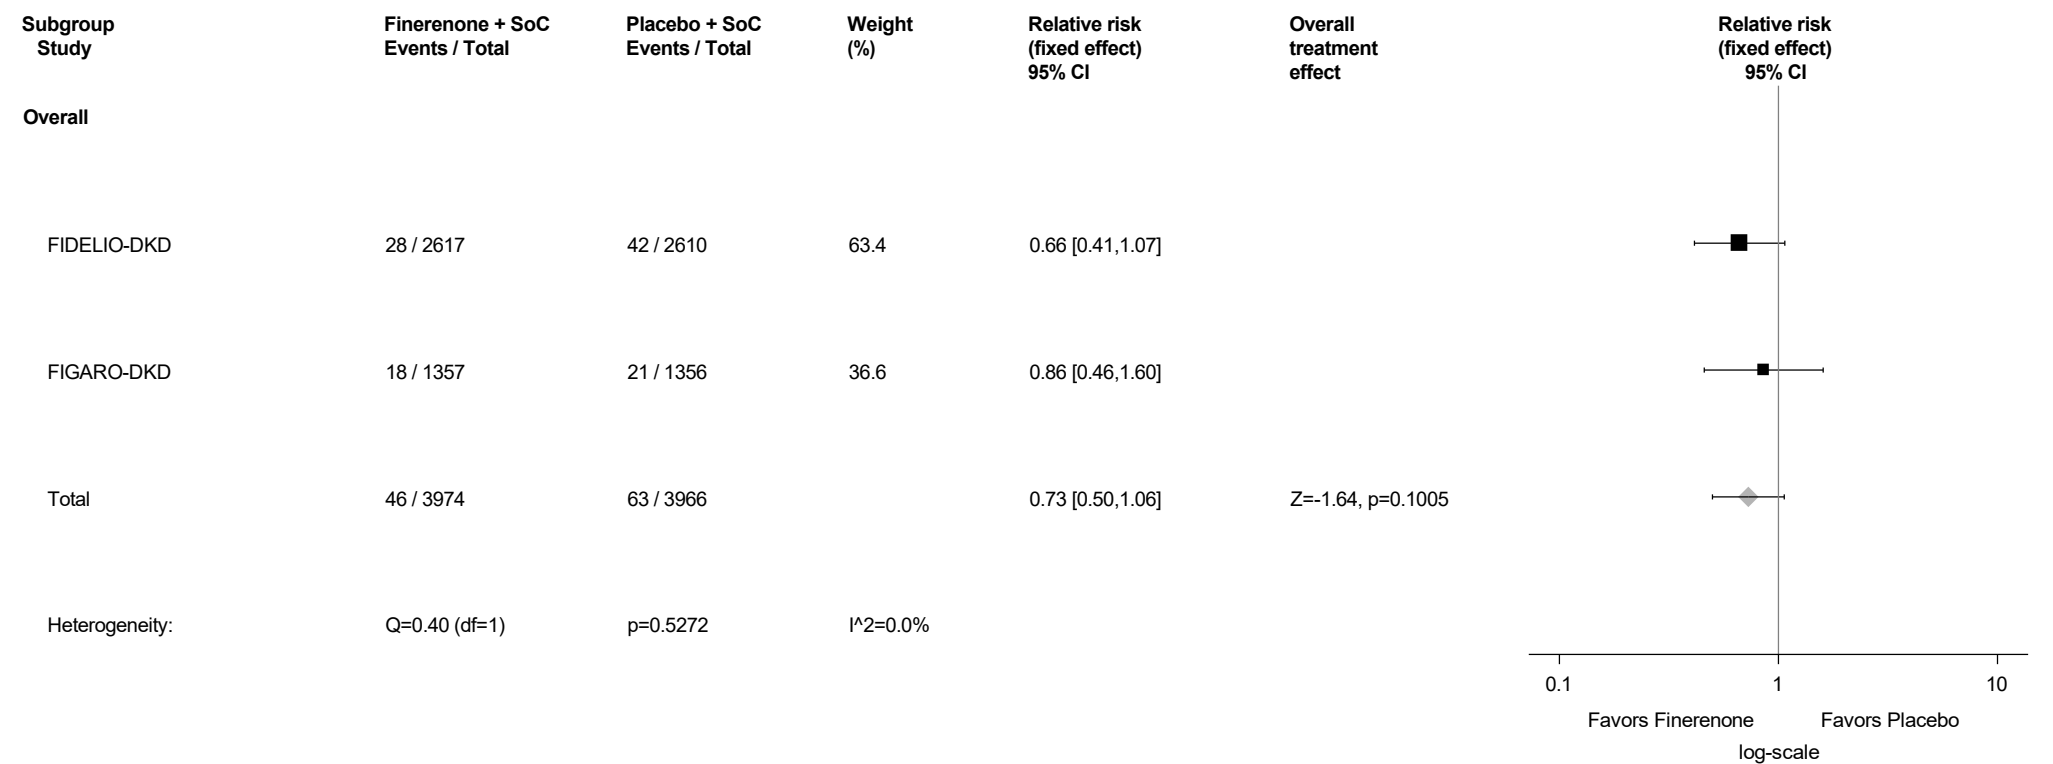 Subgroup Finerenone + SoC Placebo + SoC Weight Relative risk Overall Relative risk
Study Events / Total Events / Total (%) (fixed effect) treatment (fixed effect)
95% CI effect 95% CI
Overall
FIDELIO-DKD 28 / 2617 42 / 2610 63.4 0.66 [0.41,1.07]
FIGARO-DKD 18 / 1357 21 / 1356 36.6 0.86 [0.46,1.60]
Total 46 / 3974 63 / 3966 0.73 [0.50,1.06] Z=-1.64, p=0.1005
Heterogeneity: Q=0.40 (df=1) p=0.5272 I^2=0.0%
0.1 1 10
Favors Finerenone Favors Placebo
log-scale